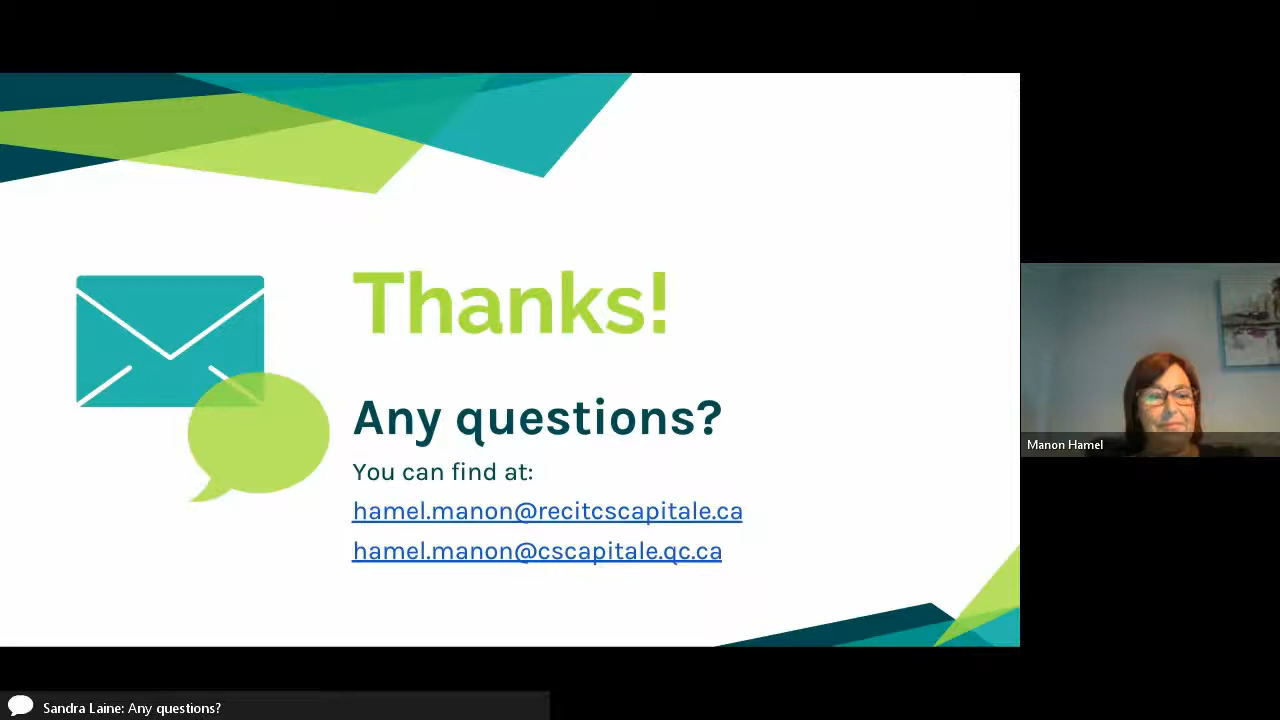 Thanks!
Any questions?
You can find at:
hamel.manon@recitcscapitale.ca
hamel.manon@cscapitale.qc.ca
Manon Hamel
Sandra Laine: Any questions?